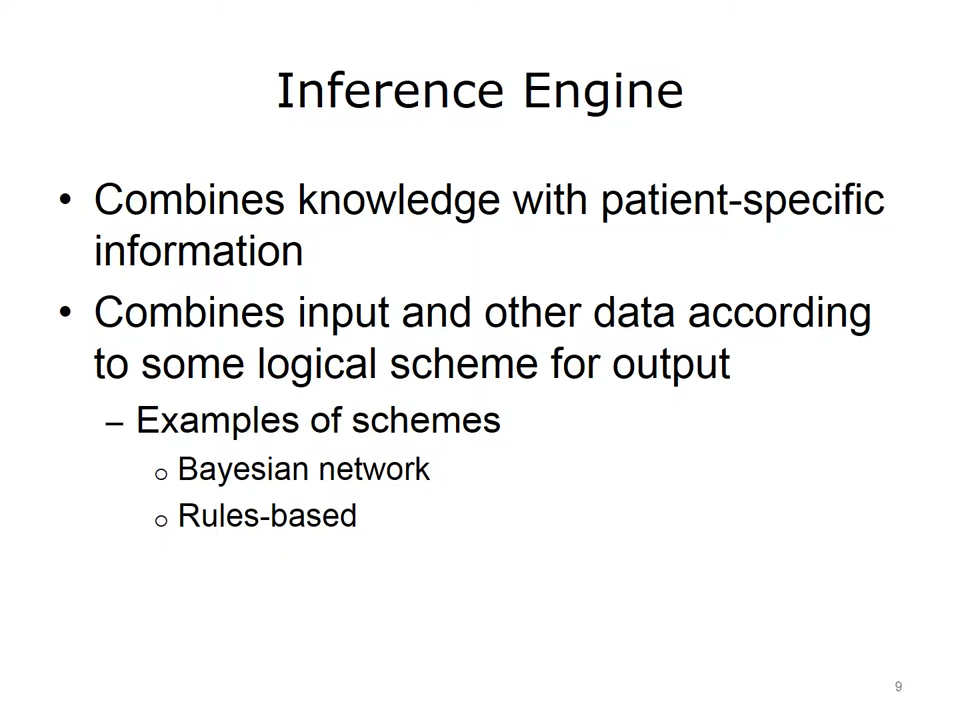 Inference Engine
• Combines knowledge with patient-specific
information
• Combines input and other data according
to some logical scheme for output
– Examples of schemes
o Bayesian network
o Rules-based
9